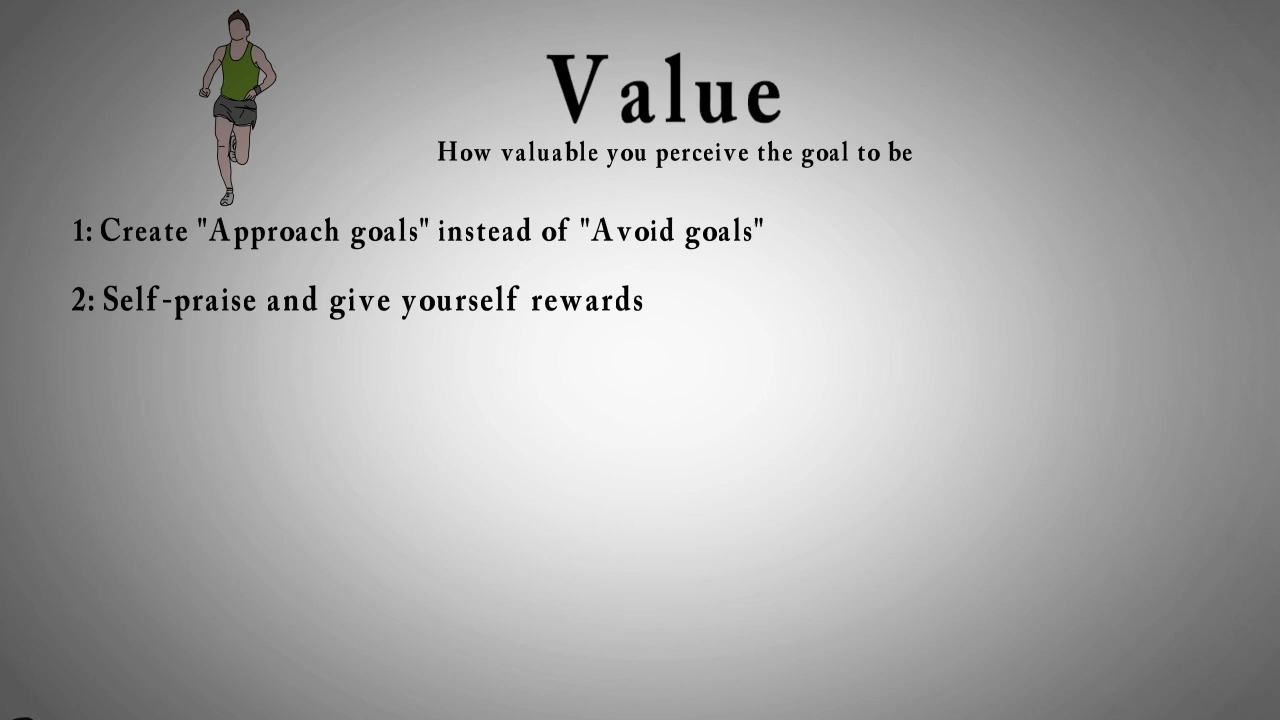 Value
How valuable you perceive the goal to be
1: Create "Approach goals" instead of "Avoid goals"
2: Self-praise and give yourself rewards